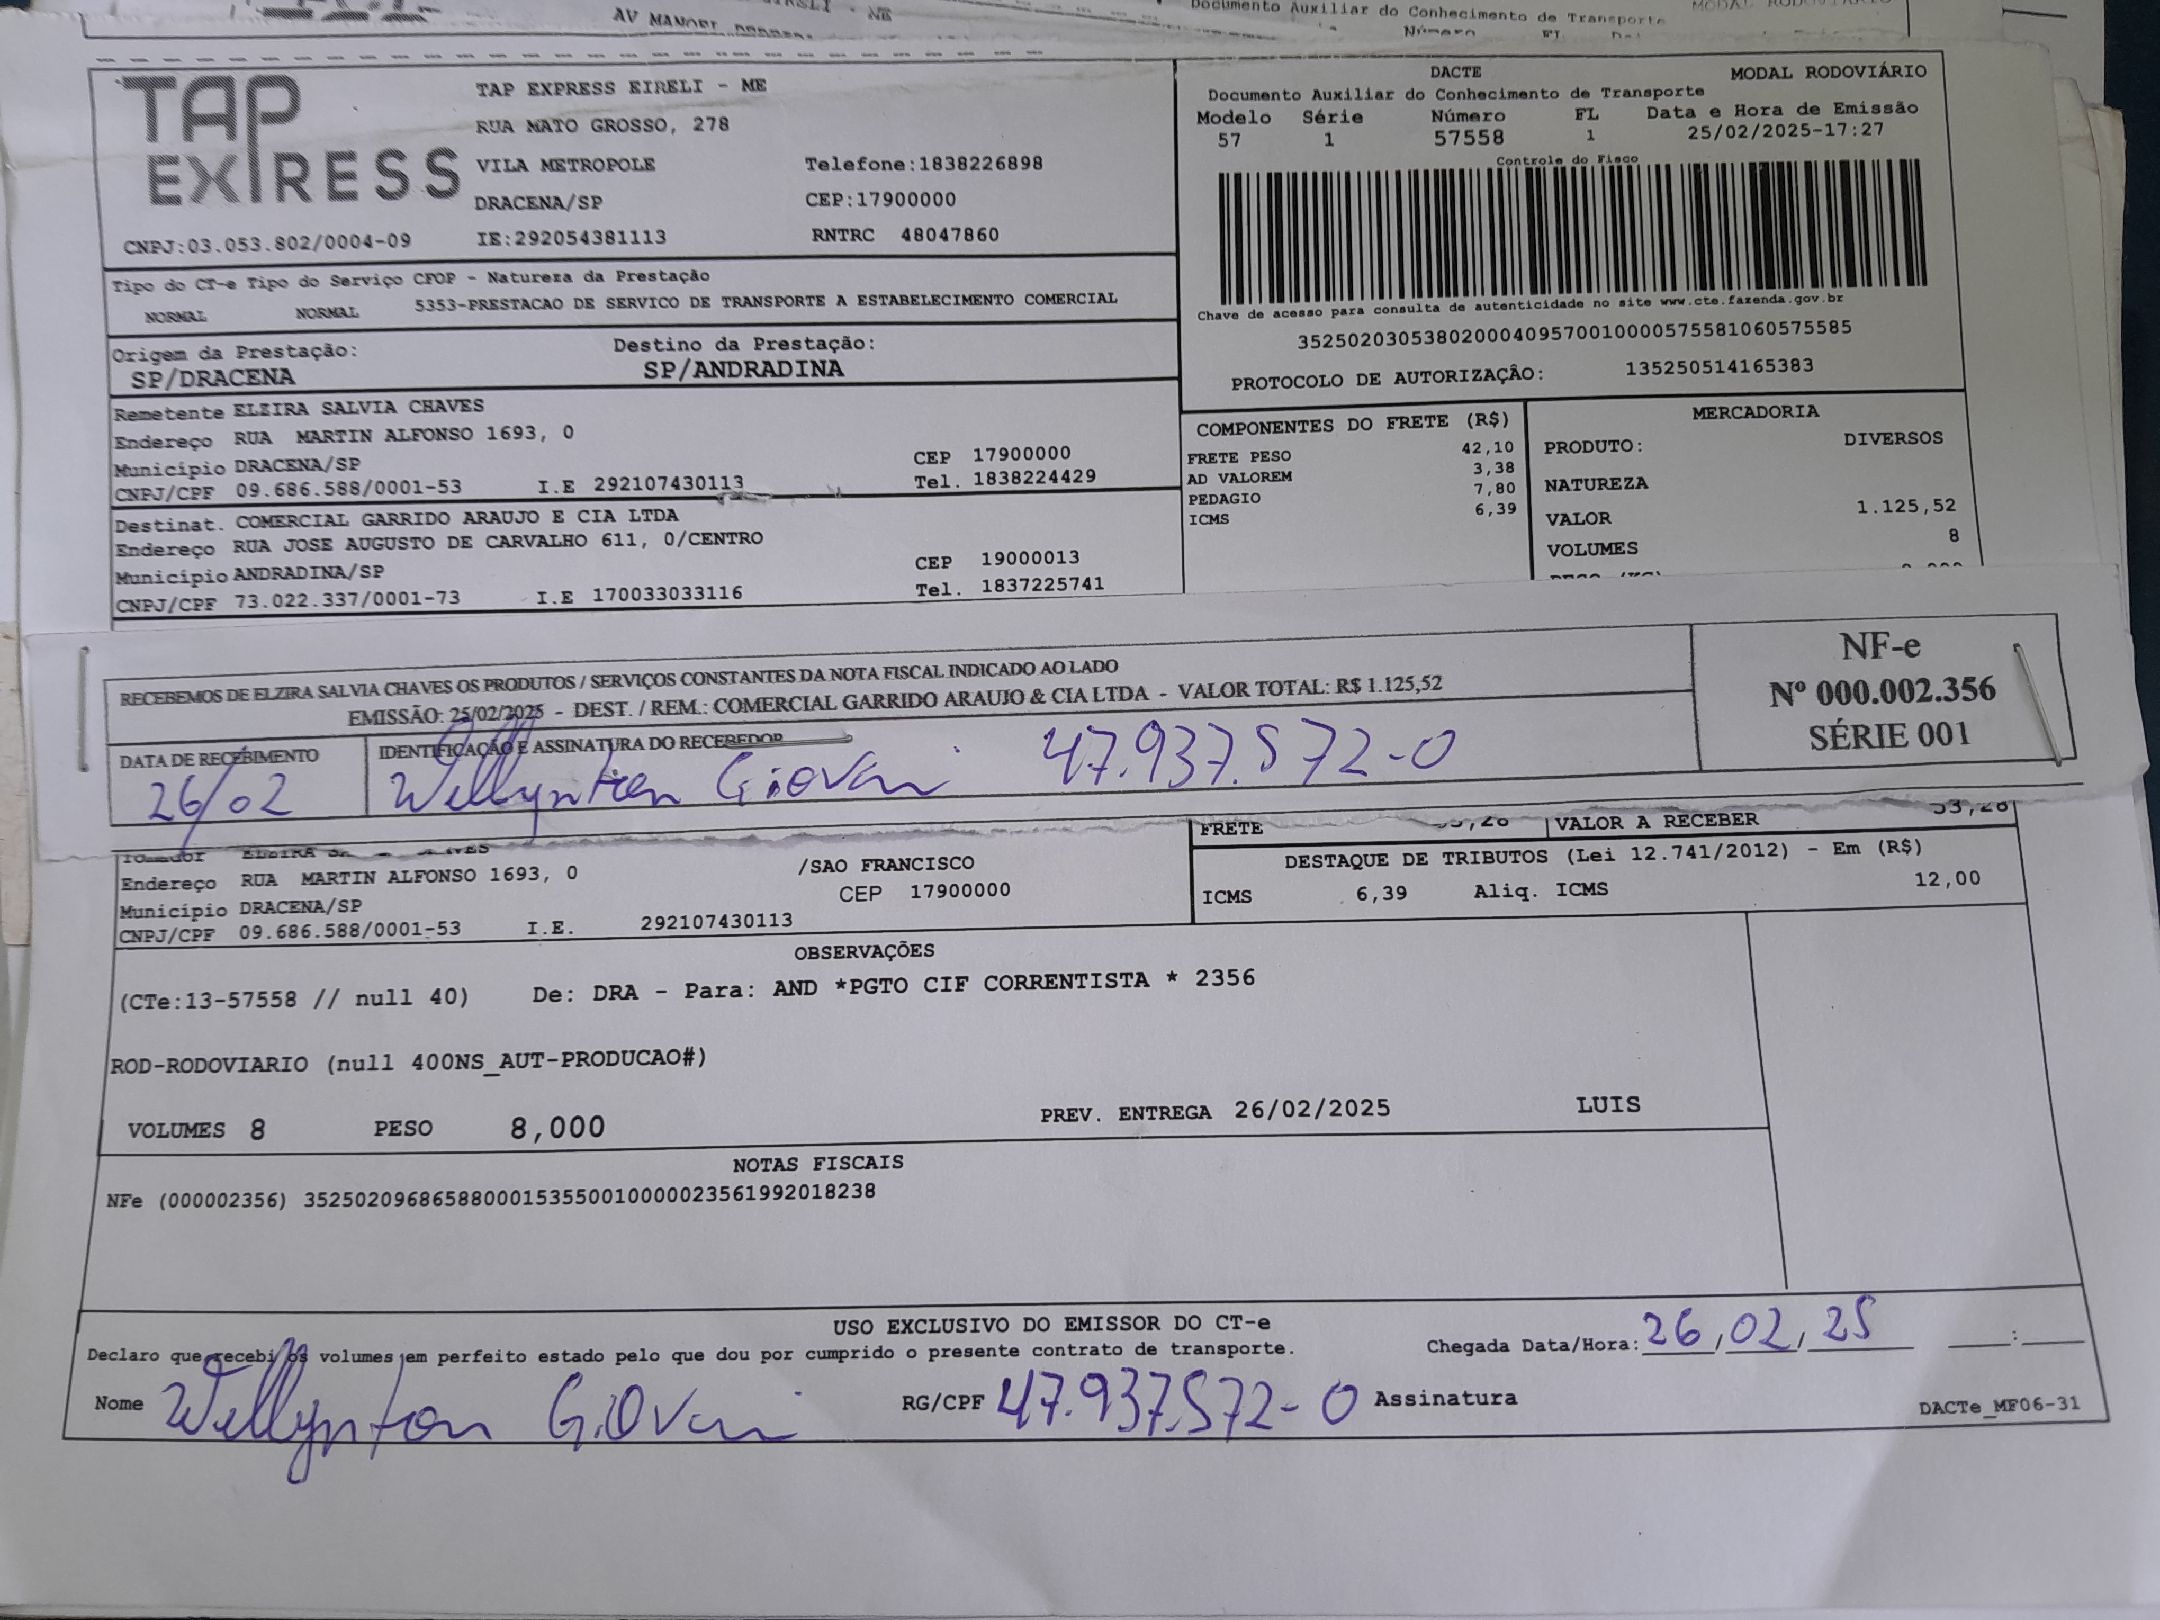 AV MANOEL
Documento Auxiliar do Conhecimento de Transporte
MODAL RODOVIÁRIO
Número
TAP EXPRESS
TAP EXPRESS EIRELI - ME
RUA MATO GROSSO, 278
VILA METROPOLE Telefone:1838226898
DRACENA/SP CEP:17900000
CNPJ:03.053.802/0004-09 IE:292054381113 RNTRC 48047860
DACTE MODAL RODOVIÁRIO
Documento Auxiliar do Conhecimento de Transporte
Modelo Série Número FL Data e Hora de Emissão
57 1 57558 1 25/02/2025-17:27
Controle do Fisco
Chave de acesso para consulta de autenticidade no site www.cte.fazenda.gov.br
35250203053802000409570010000575581060575585
PROTOCOLO DE AUTORIZAÇÃO: 135250514165383
Tipo do CT-e Tipo do Serviço CFOP - Natureza da Prestação
NORMAL NORMAL 5353-PRESTACAO DE SERVICO DE TRANSPORTE A ESTABELECIMENTO COMERCIAL
Origem da Prestação: Destino da Prestação:
SP/DRACENA SP/ANDRADINA
Remetente ELZIRA SALVIA CHAVES
Endereço RUA MARTIN ALFONSO 1693, 0
Município DRACENA/SP CEP 17900000
CNPJ/CPF 09.686.588/0001-53 I.E 292107430113 Tel. 1838224429
Destinat. COMERCIAL GARRIDO ARAUJO E CIA LTDA
Endereço RUA JOSE AUGUSTO DE CARVALHO 611, 0/CENTRO
Município ANDRADINA/SP CEP 19000013
CNPJ/CPF 73.022.337/0001-73 I.E 170033033116 Tel. 1837225741
COMPONENTES DO FRETE (R$)
FRETE PESO 42,10
AD VALOREM 3,38
PEDAGIO 7,80
ICMS 6,39
MERCADORIA
PRODUTO: DIVERSOS
NATUREZA
VALOR 1.125,52
VOLUMES 8
RECEBEMOS DE ELZIRA SALVIA CHAVES OS PRODUTOS / SERVIÇOS CONSTANTES DA NOTA FISCAL INDICADO AO LADO
EMISSÃO: 25/02/2025 - DEST. / REM.: COMERCIAL GARRIDO ARAUJO & CIA LTDA - VALOR TOTAL: R$ 1.125,52
DATA DE RECEBIMENTO IDENTIFICAÇÃO E ASSINATURA DO RECEBEDOR
26/02 Wellynton Giovani 47.937.572-0
NF-e
Nº 000.002.356
SÉRIE 001
FRETE VALOR A RECEBER 53,28
Endereço RUA MARTIN ALFONSO 1693, 0 /SAO FRANCISCO
Município DRACENA/SP CEP 17900000
CNPJ/CPF 09.686.588/0001-53 I.E. 292107430113
DESTAQUE DE TRIBUTOS (Lei 12.741/2012) - Em (R$)
ICMS 6,39 Aliq. ICMS 12,00
OBSERVAÇÕES
(CTe:13-57558 // null 40) De: DRA - Para: AND *PGTO CIF CORRENTISTA * 2356
ROD-RODOVIARIO (null 400NS_AUT-PRODUCAO#)
VOLUMES 8 PESO 8,000 PREV. ENTREGA 26/02/2025 LUIS
NOTAS FISCAIS
NFe (000002356) 35250209686588000153550010000023561992018238
USO EXCLUSIVO DO EMISSOR DO CT-e
Declaro que recebi os volumes em perfeito estado pelo que dou por cumprido o presente contrato de transporte. Chegada Data/Hora: 26,02,25 :
Nome Wellynton Giovani RG/CPF 47.937.572-0 Assinatura
DACTe_MF06-31